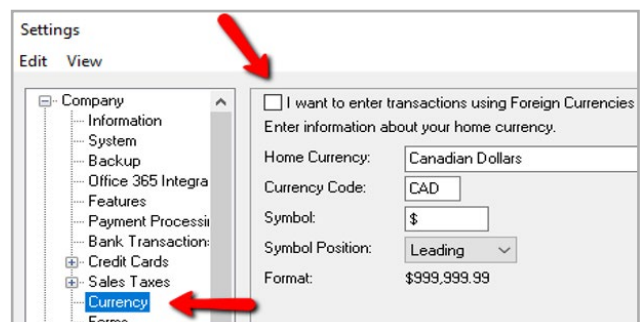 Settings
Edit View
Company
Information
System
Backup
Office 365 Integra
Features
Payment Processi
Bank Transaction
Credit Cards
Sales Taxes
Currency
Forms
I want to enter transactions using Foreign Currencies
Enter information about your home currency.
Home Currency: Canadian Dollars
Currency Code: CAD
Symbol: $
Symbol Position: Leading
Format: $999,999.99